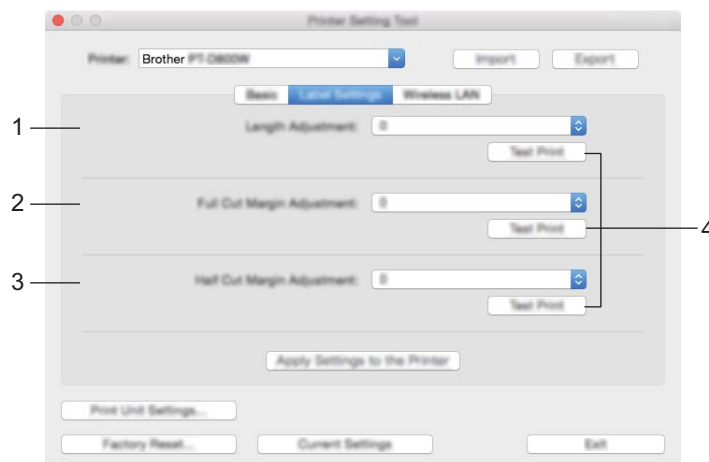 Printer Setting Tool
Printer: Brother PT-D800W Import Export
Basic Label Settings Wireless LAN
1 Length Adjustment: 0
Test Print
2 Full Cut Margin Adjustment: 0
Test Print 4
3 Half Cut Margin Adjustment: 0
Test Print
Apply Settings to the Printer
Print Unit Settings...
Factory Reset... Current Settings Exit